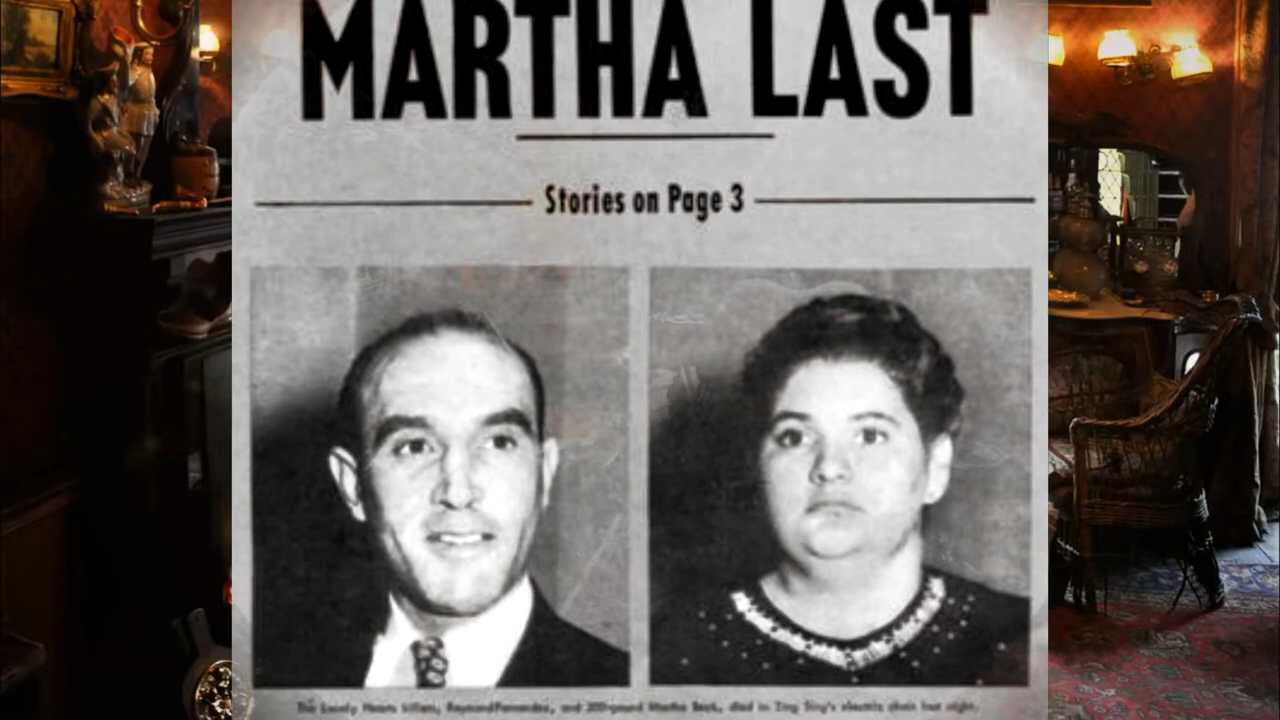 MARTHA LAST
Stories on Page 3
The Lonely Hearts killers, Raymond Fernandez, and 200-pound Martha Beck, died in Sing Sing's electric chair last night.